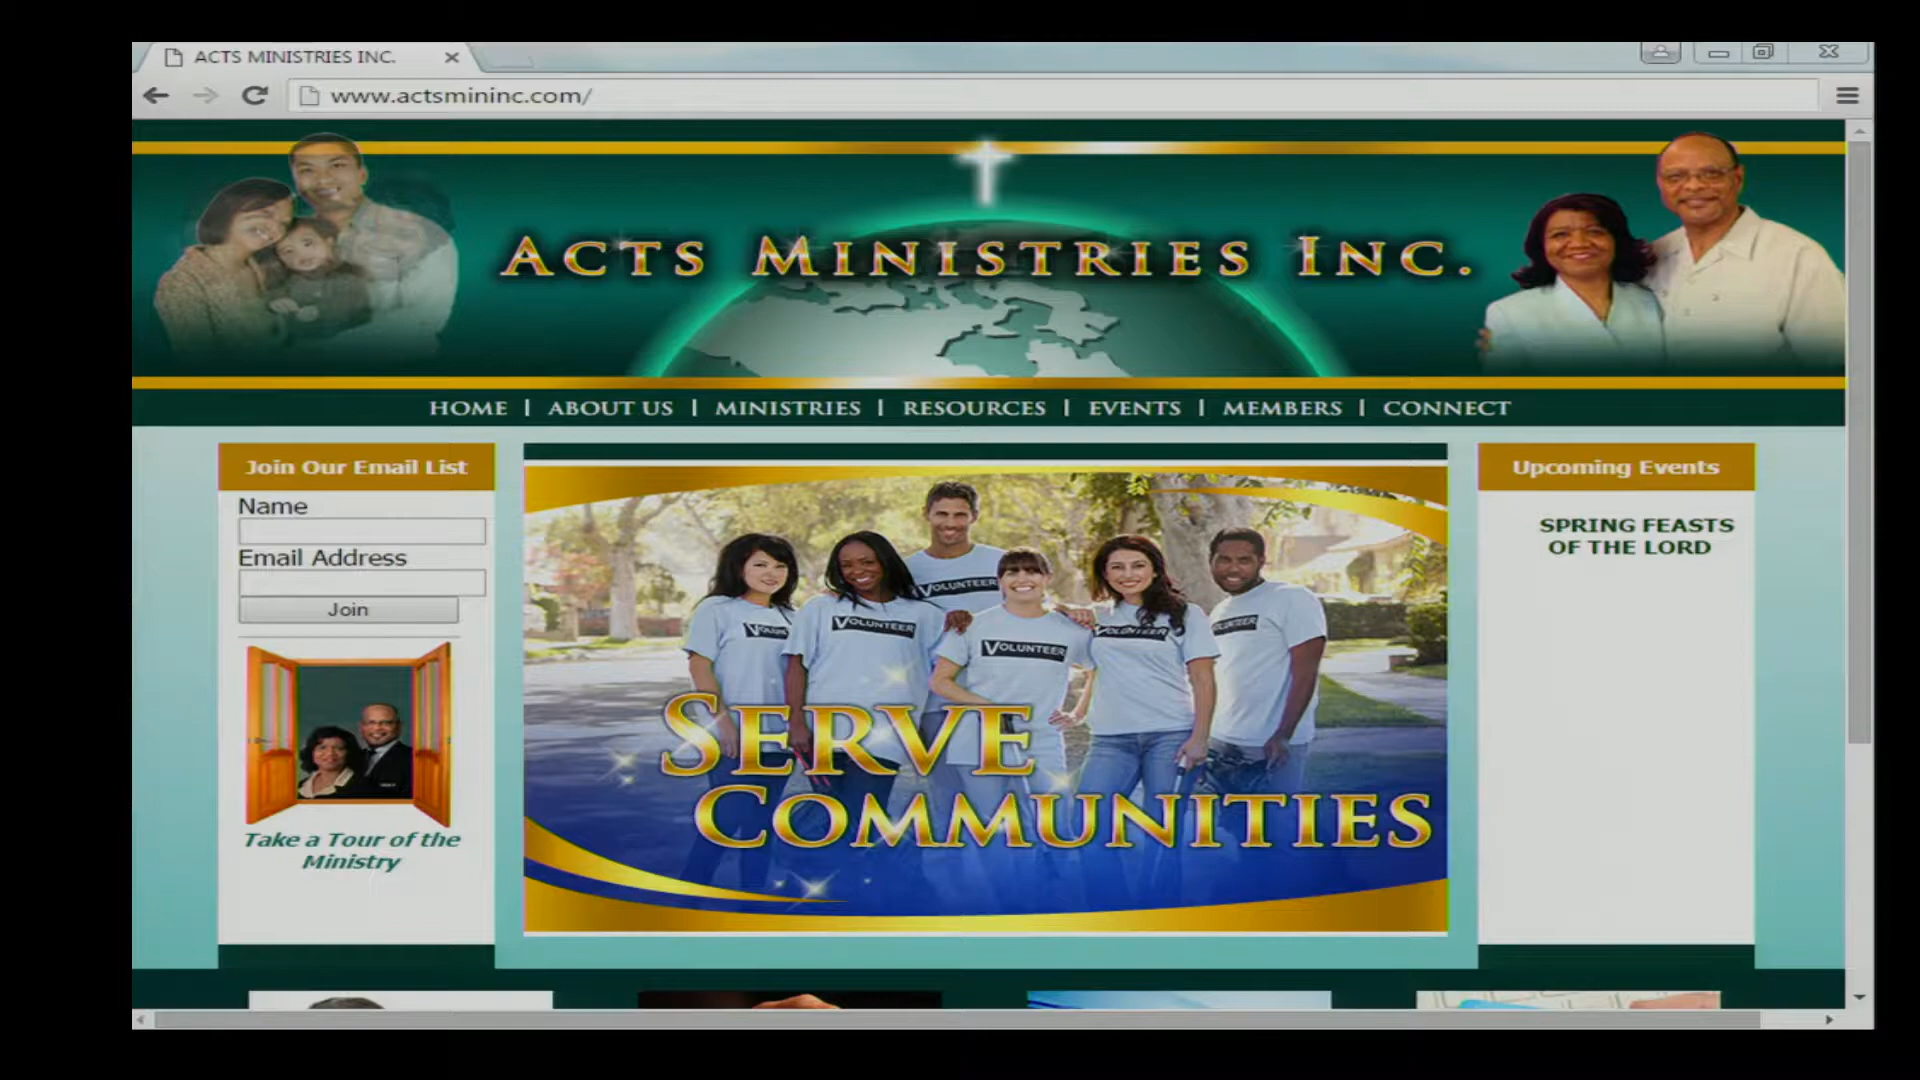 ACTS MINISTRIES INC.
www.actsmininc.com/
ACTS MINISTRIES INC.
HOME | ABOUT US | MINISTRIES | RESOURCES | EVENTS | MEMBERS | CONNECT
Join Our Email List
Name
Email Address
Join
Take a Tour of the
Ministry
VOLUNTEER
VOLUN
VOLUNTEER
VOLUNTEER
VOLUNTEER
VOLUNTEER
SERVE
COMMUNITIES
Upcoming Events
SPRING FEASTS
OF THE LORD